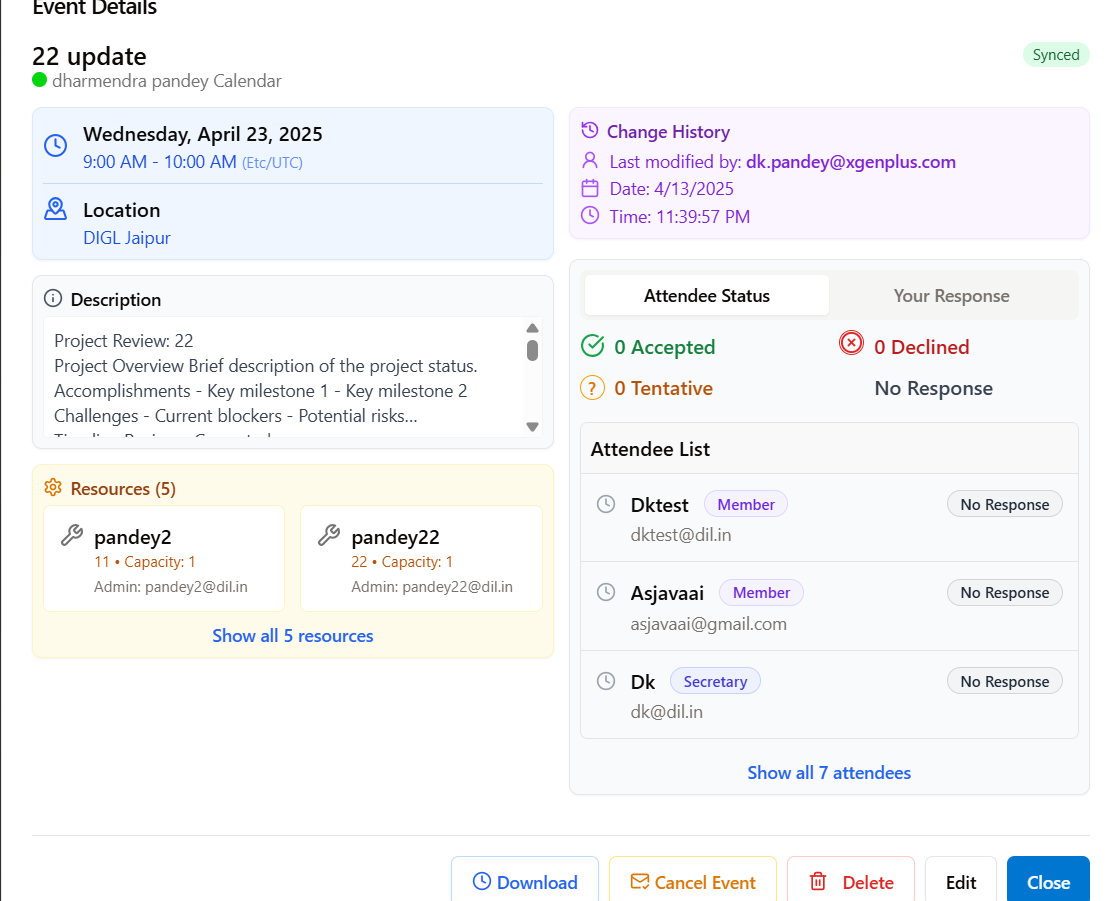 Event Details
22 update
Synced
dharmendra pandey Calendar
Wednesday, April 23, 2025
9:00 AM - 10:00 AM (Etc/UTC)
Location
DIGL Jaipur
Description
Project Review: 22
Project Overview Brief description of the project status.
Accomplishments - Key milestone 1 - Key milestone 2
Challenges - Current blockers - Potential risks...
Resources (5)
pandey2
11 • Capacity: 1
Admin: pandey2@dil.in
pandey22
22 • Capacity: 1
Admin: pandey22@dil.in
Show all 5 resources
Change History
Last modified by: dk.pandey@xgenplus.com
Date: 4/13/2025
Time: 11:39:57 PM
Attendee Status
Your Response
0 Accepted
0 Declined
0 Tentative
No Response
Attendee List
Dktest Member No Response
dktest@dil.in
Asjavaai Member No Response
asjavaai@gmail.com
Dk Secretary No Response
dk@dil.in
Show all 7 attendees
Download
Cancel Event
Delete
Edit
Close